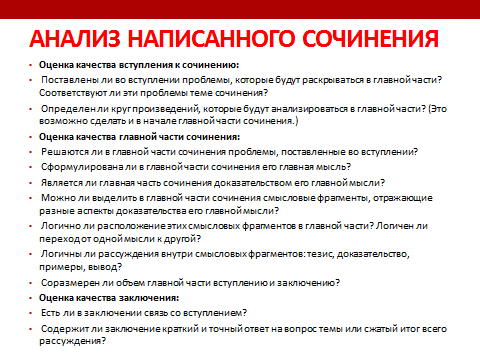 АНАЛИЗ НАПИСАННОГО СОЧИНЕНИЯ
• Оценка качества вступления к сочинению:
• Поставлены ли во вступлении проблемы, которые будут раскрываться в главной части?
Соответствуют ли эти проблемы теме сочинения?
• Определен ли круг произведений, которые будут анализироваться в главной части? (Это
возможно сделать и в начале главной части сочинения.)
• Оценка качества главной части сочинения:
• Решаются ли в главной части сочинения проблемы, поставленные во вступлении?
• Сформулирована ли в главной части сочинения его главная мысль?
• Является ли главная часть сочинения доказательством его главной мысли?
• Можно ли выделить в главной части сочинения смысловые фрагменты, отражающие
разные аспекты доказательства его главной мысли?
• Логично ли расположение этих смысловых фрагментов в главной части? Логичен ли
переход от одной мысли к другой?
• Логичны ли рассуждения внутри смысловых фрагментов: тезис, доказательство,
примеры, вывод?
• Соразмерен ли объем главной части вступлению и заключению?
• Оценка качества заключения:
• Есть ли в заключении связь со вступлением?
• Содержит ли заключение краткий и точный ответ на вопрос темы или сжатый итог всего
рассуждения?